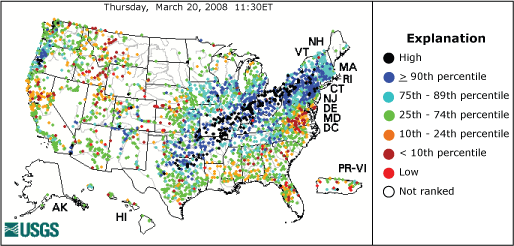 Thursday, March 20, 2008 11:30ET
NH
VT
MA
RI
CT
NJ
DE
MD
DC
PR-VI
AK
HI
USGS
Explanation
High
> 90th percentile
75th - 89th percentile
25th - 74th percentile
10th - 24th percentile
< 10th percentile
Low
Not ranked